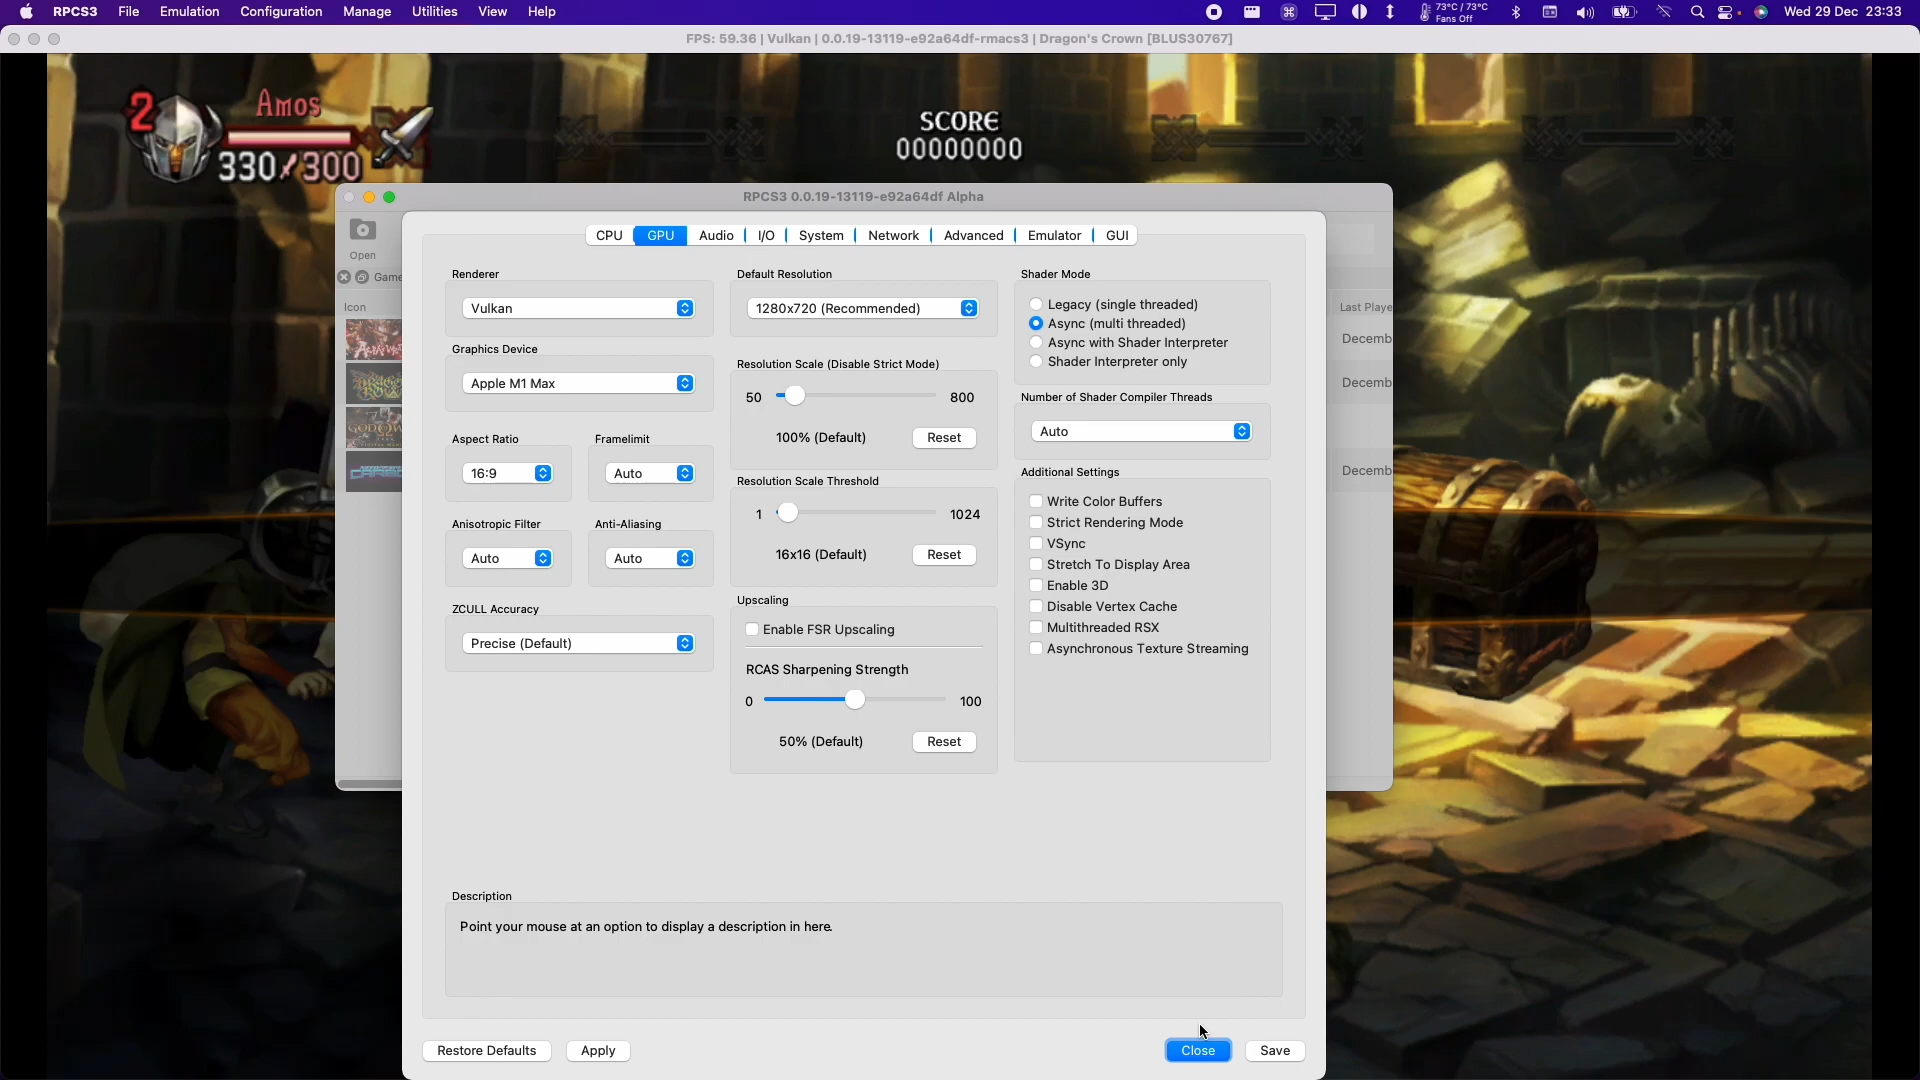 RPCS3 File Emulation Configuration Manage Utilities View Help
73°C / 73°C
Fans Off
Wed 29 Dec 23:33
FPS: 59.36 | Vulkan | 0.0.19-13119-e92a64df-rmacs3 | Dragon's Crown [BLUS30767]
2
Amos
330/300
SCORE
00000000
RPCS3 0.0.19-13119-e92a64df Alpha
Open
Game
Icon
Last Playe
Decemb
Decemb
Decemb
CPU GPU Audio I/O System Network Advanced Emulator GUI
Renderer
Vulkan
Graphics Device
Apple M1 Max
Aspect Ratio
16:9
Framelimit
Auto
Anisotropic Filter
Auto
Anti-Aliasing
Auto
ZCULL Accuracy
Precise (Default)
Default Resolution
1280x720 (Recommended)
Resolution Scale (Disable Strict Mode)
50 800
100% (Default) Reset
Resolution Scale Threshold
1 1024
16x16 (Default) Reset
Upscaling
Enable FSR Upscaling
RCAS Sharpening Strength
0 100
50% (Default) Reset
Shader Mode
Legacy (single threaded)
Async (multi threaded)
Async with Shader Interpreter
Shader Interpreter only
Number of Shader Compiler Threads
Auto
Additional Settings
Write Color Buffers
Strict Rendering Mode
VSync
Stretch To Display Area
Enable 3D
Disable Vertex Cache
Multithreaded RSX
Asynchronous Texture Streaming
Description
Point your mouse at an option to display a description in here.
Restore Defaults Apply Close Save